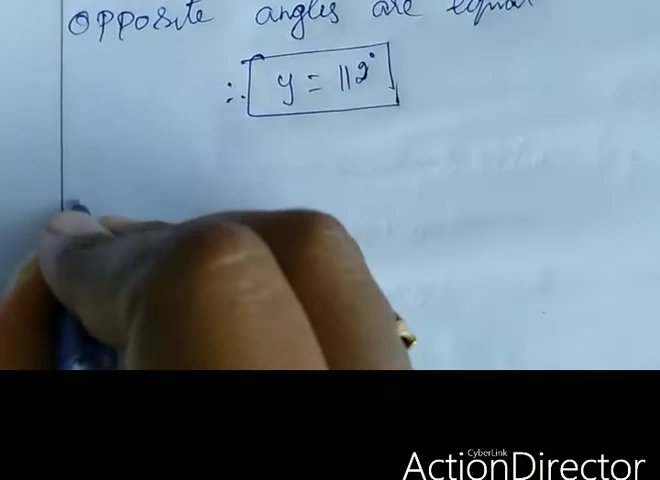 Opposite angles are equal
∴ y = 112°
CyberLink
ActionDirector